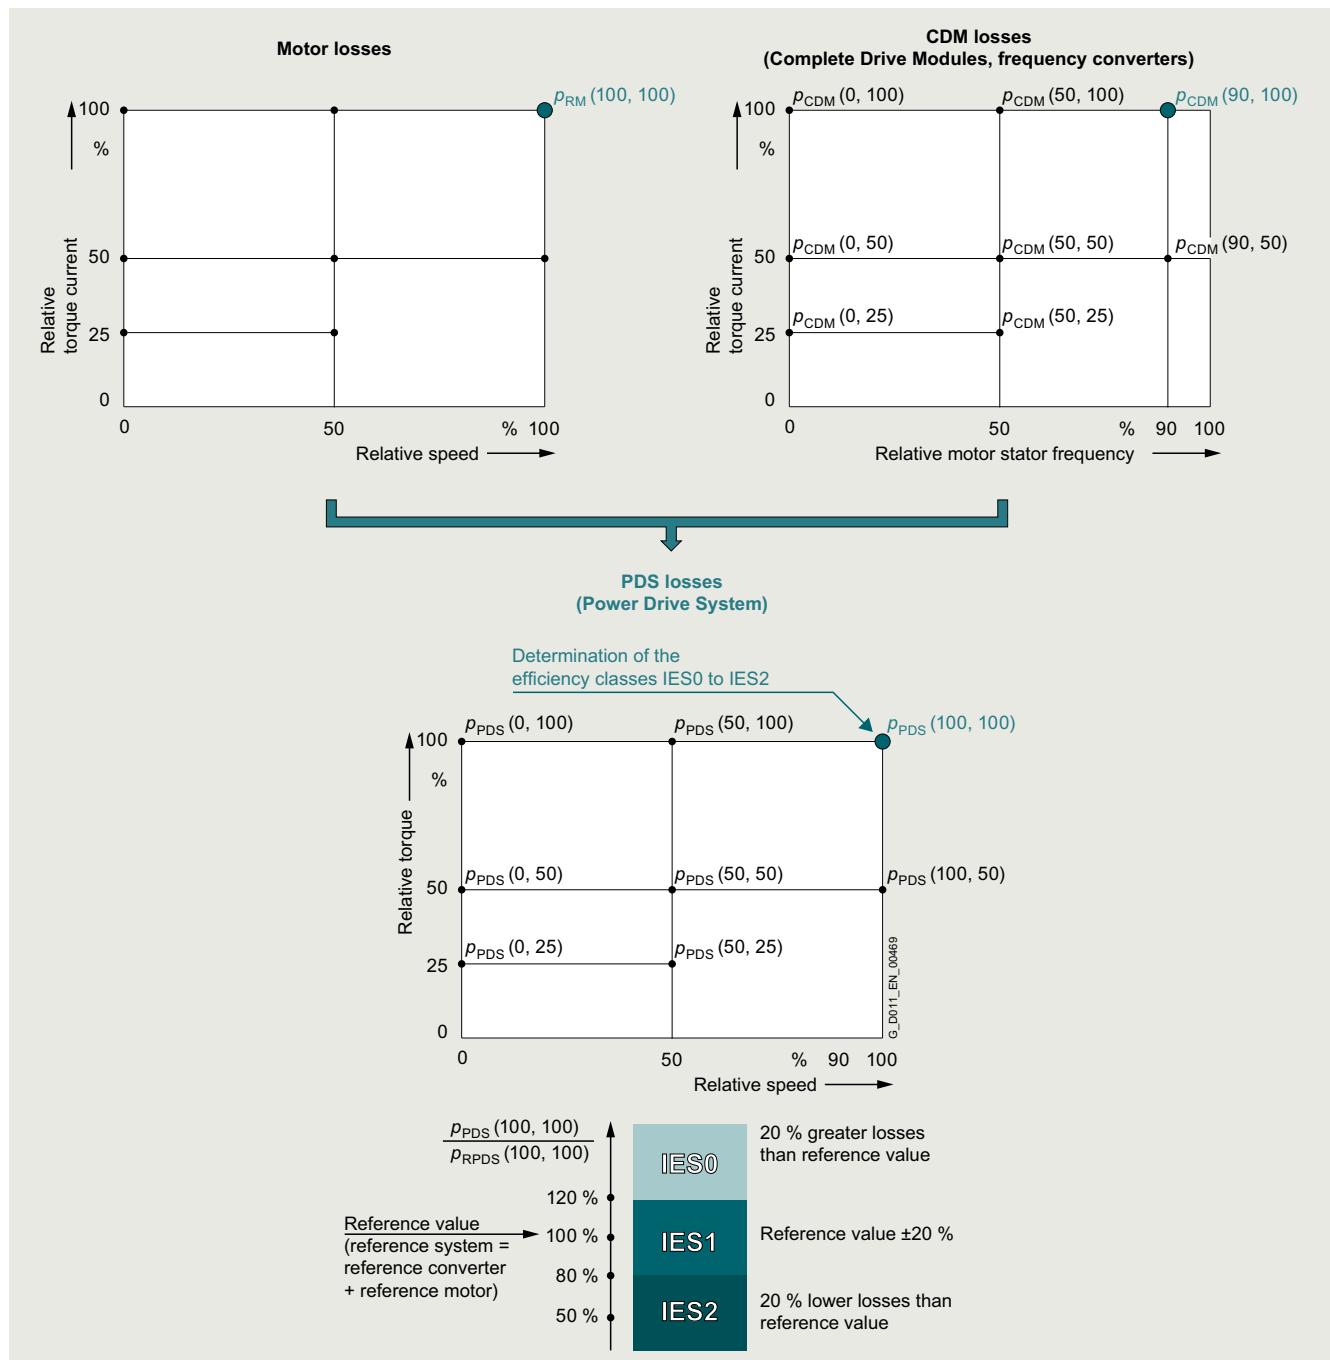 Motor losses
CDM losses
(Complete Drive Modules, frequency converters)
pRM (100, 100)
100
%
50
25
0
0 50 % 100
Relative torque current
Relative speed
pCDM (0, 100) pCDM (50, 100) pCDM (90, 100)
100
%
pCDM (0, 50) pCDM (50, 50) pCDM (90, 50)
50
pCDM (0, 25) pCDM (50, 25)
25
0
0 50 % 90 100
Relative torque current
Relative motor stator frequency
PDS losses
(Power Drive System)
Determination of the
efficiency classes IES0 to IES2
pPDS (0, 100) pPDS (50, 100) pPDS (100, 100)
100
%
pPDS (0, 50) pPDS (50, 50) pPDS (100, 50)
50
pPDS (0, 25) pPDS (50, 25)
25
0
0 50 % 90 100
Relative torque
Relative speed
G_D011_EN_00469
pPDS (100, 100)
pRPDS (100, 100)
120 %
100 %
80 %
50 %
Reference value
(reference system =
reference converter
+ reference motor)
IES0
20 % greater losses
than reference value
IES1
Reference value ±20 %
IES2
20 % lower losses than
reference value